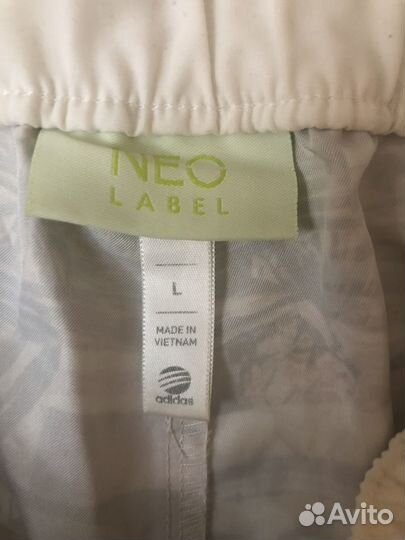 NEO
LABEL
L
MADE IN
VIETNAM
adidas
Avito